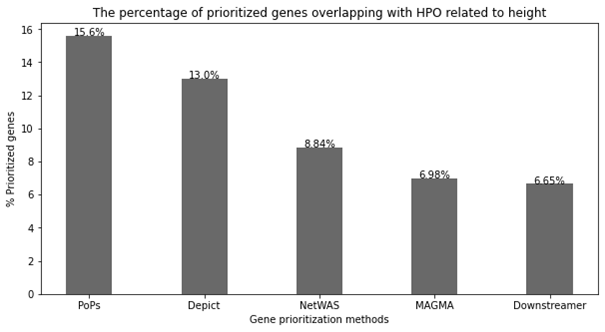 The percentage of prioritized genes overlapping with HPO related to height
% Prioritized genes
16
14
12
10
8
6
4
2
0
15.6%
13.0%
8.84%
6.98%
6.65%
PoPs
Depict
NetWAS
MAGMA
Downstreamer
Gene prioritization methods